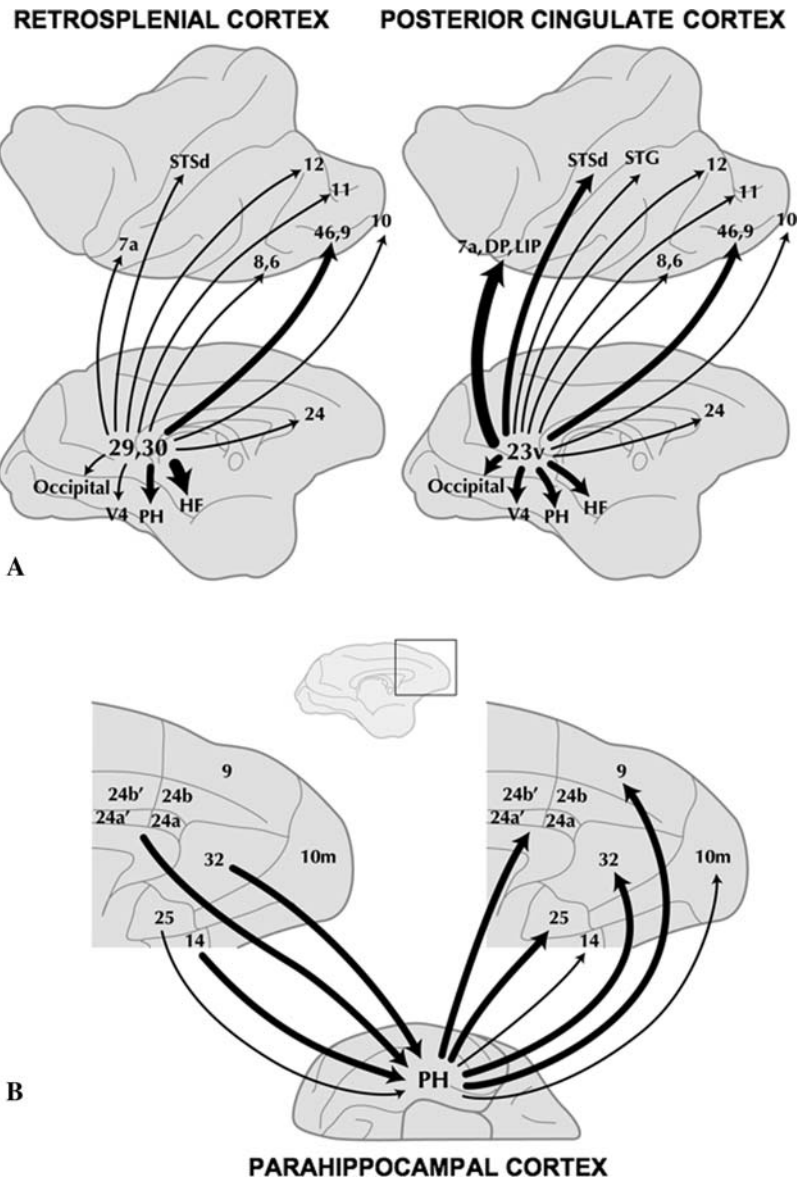 RETROSPLENIAL CORTEX
POSTERIOR CINGULATE CORTEX
STSd
12
11
46,9
10
7a
8,6
24
29,30
Occipital
V4
PH
HF
STSd
STG
12
11
46,9
10
7a, DP, LIP
8,6
24
23v
Occipital
V4
PH
HF
A
9
24b′
24b
24a′
24a
32
10m
25
14
9
24b′
24b
24a′
24a
32
10m
25
14
PH
B
PARAHIPPOCAMPAL CORTEX